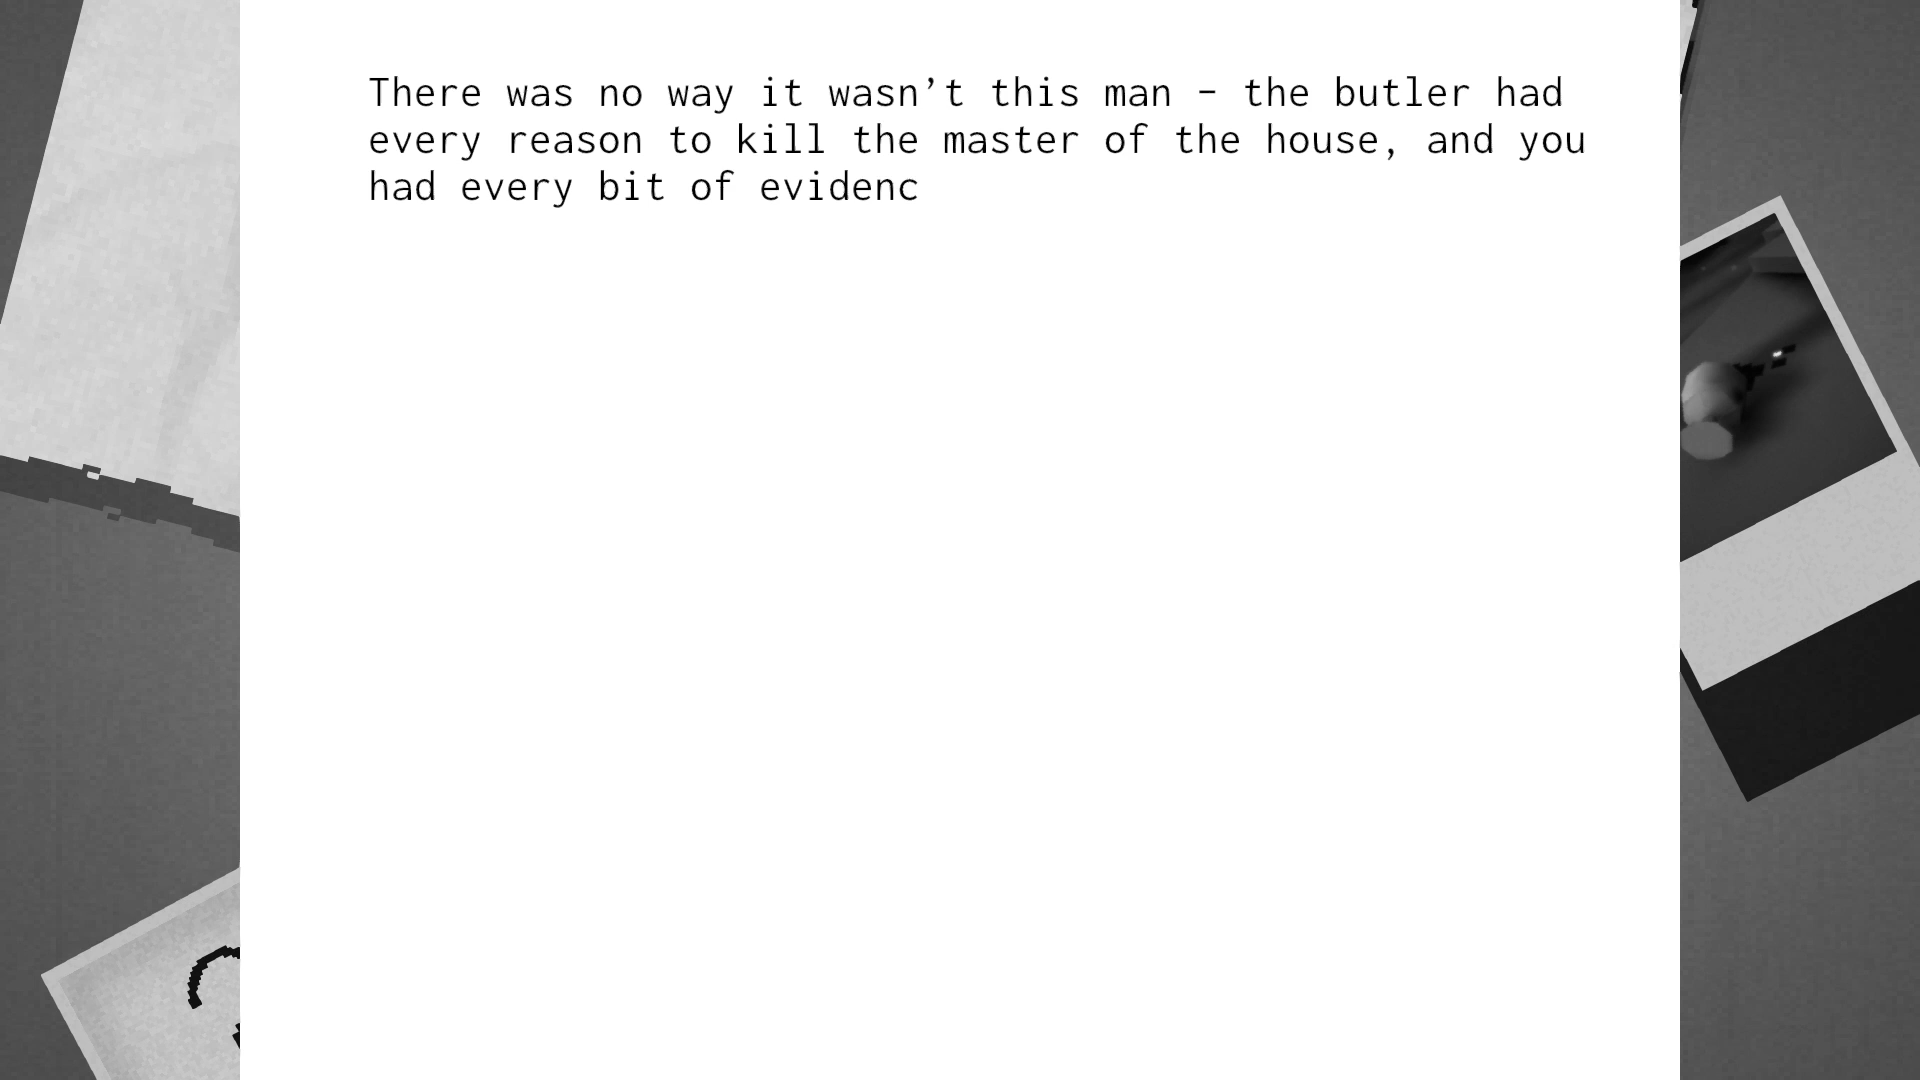 There was no way it wasn’t this man – the butler had
every reason to kill the master of the house, and you
had every bit of evidenc